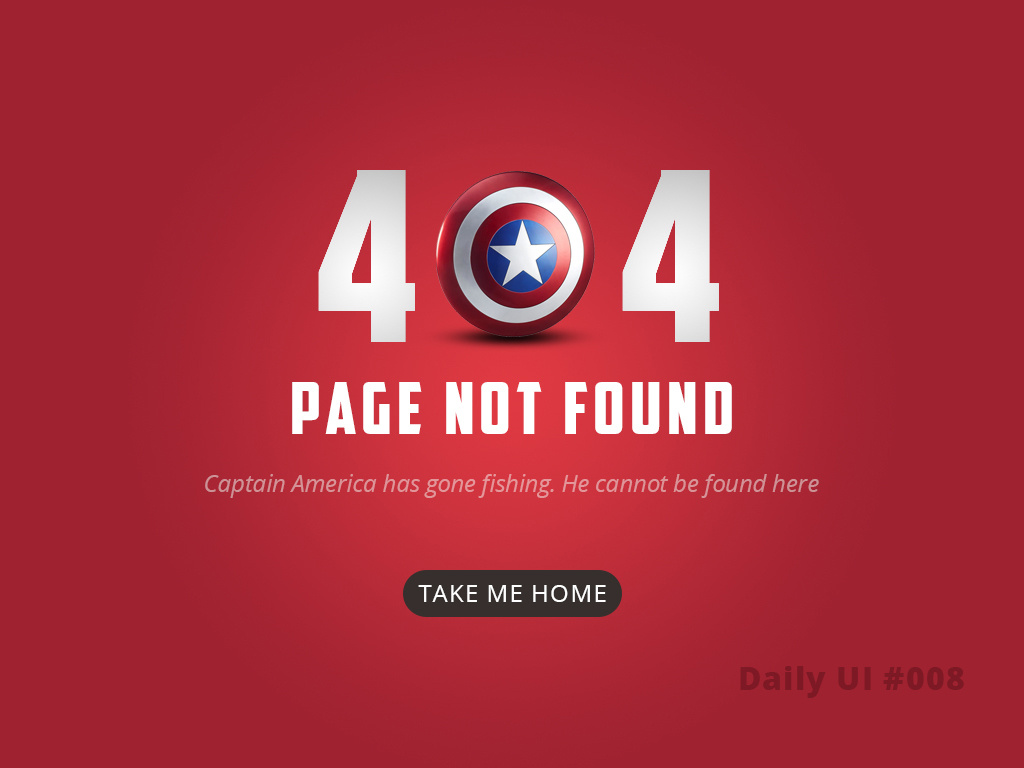 4 4
PAGE NOT FOUND
Captain America has gone fishing. He cannot be found here
TAKE ME HOME
Daily UI #008